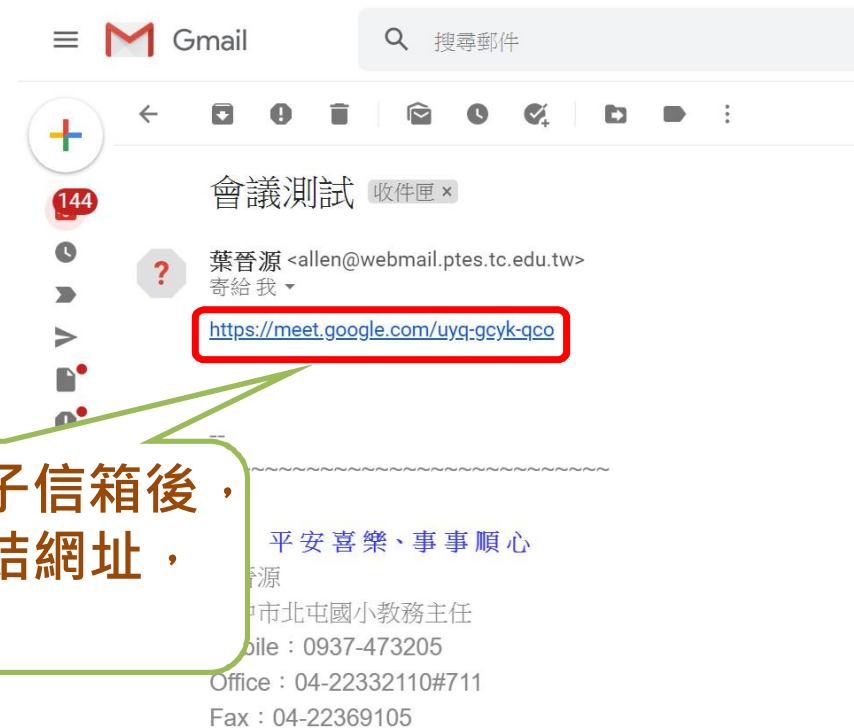 Gmail
搜尋郵件
144
會議測試 收件匣 ×
葉晉源 <allen@webmail.ptes.tc.edu.tw>
寄給 我
https://meet.google.com/uyq-gcyk-qco
--
~~~~~~~~~~~~~~~~~~~~~~~~~~
子信箱後，
結網址，
平安喜樂、事事順心
源
市北屯國小教務主任
bile：0937-473205
Office：04-22332110#711
Fax：04-22369105